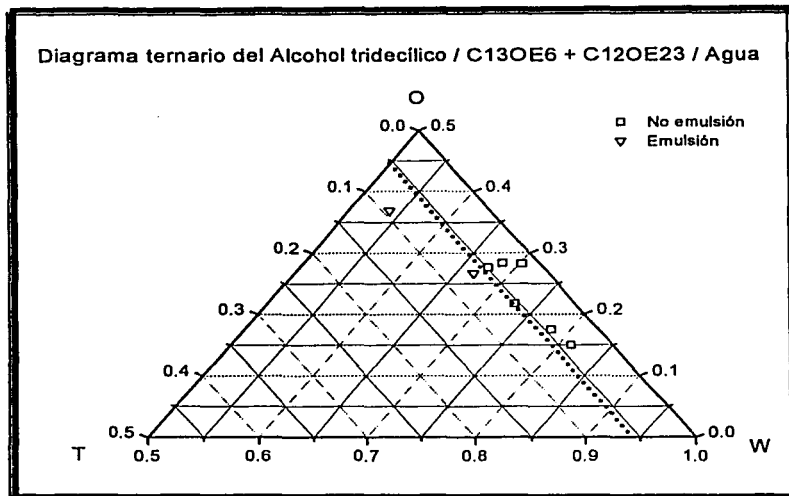 Diagrama ternario del Alcohol tridecílico / C13OE6 + C12OE23 / Agua
O
0.0 0.5
□ No emulsión
▽ Emulsión
0.1 0.4
0.2 0.3
0.3 0.2
0.4 0.1
0.5 0.0
T W
0.5 0.6 0.7 0.8 0.9 1.0